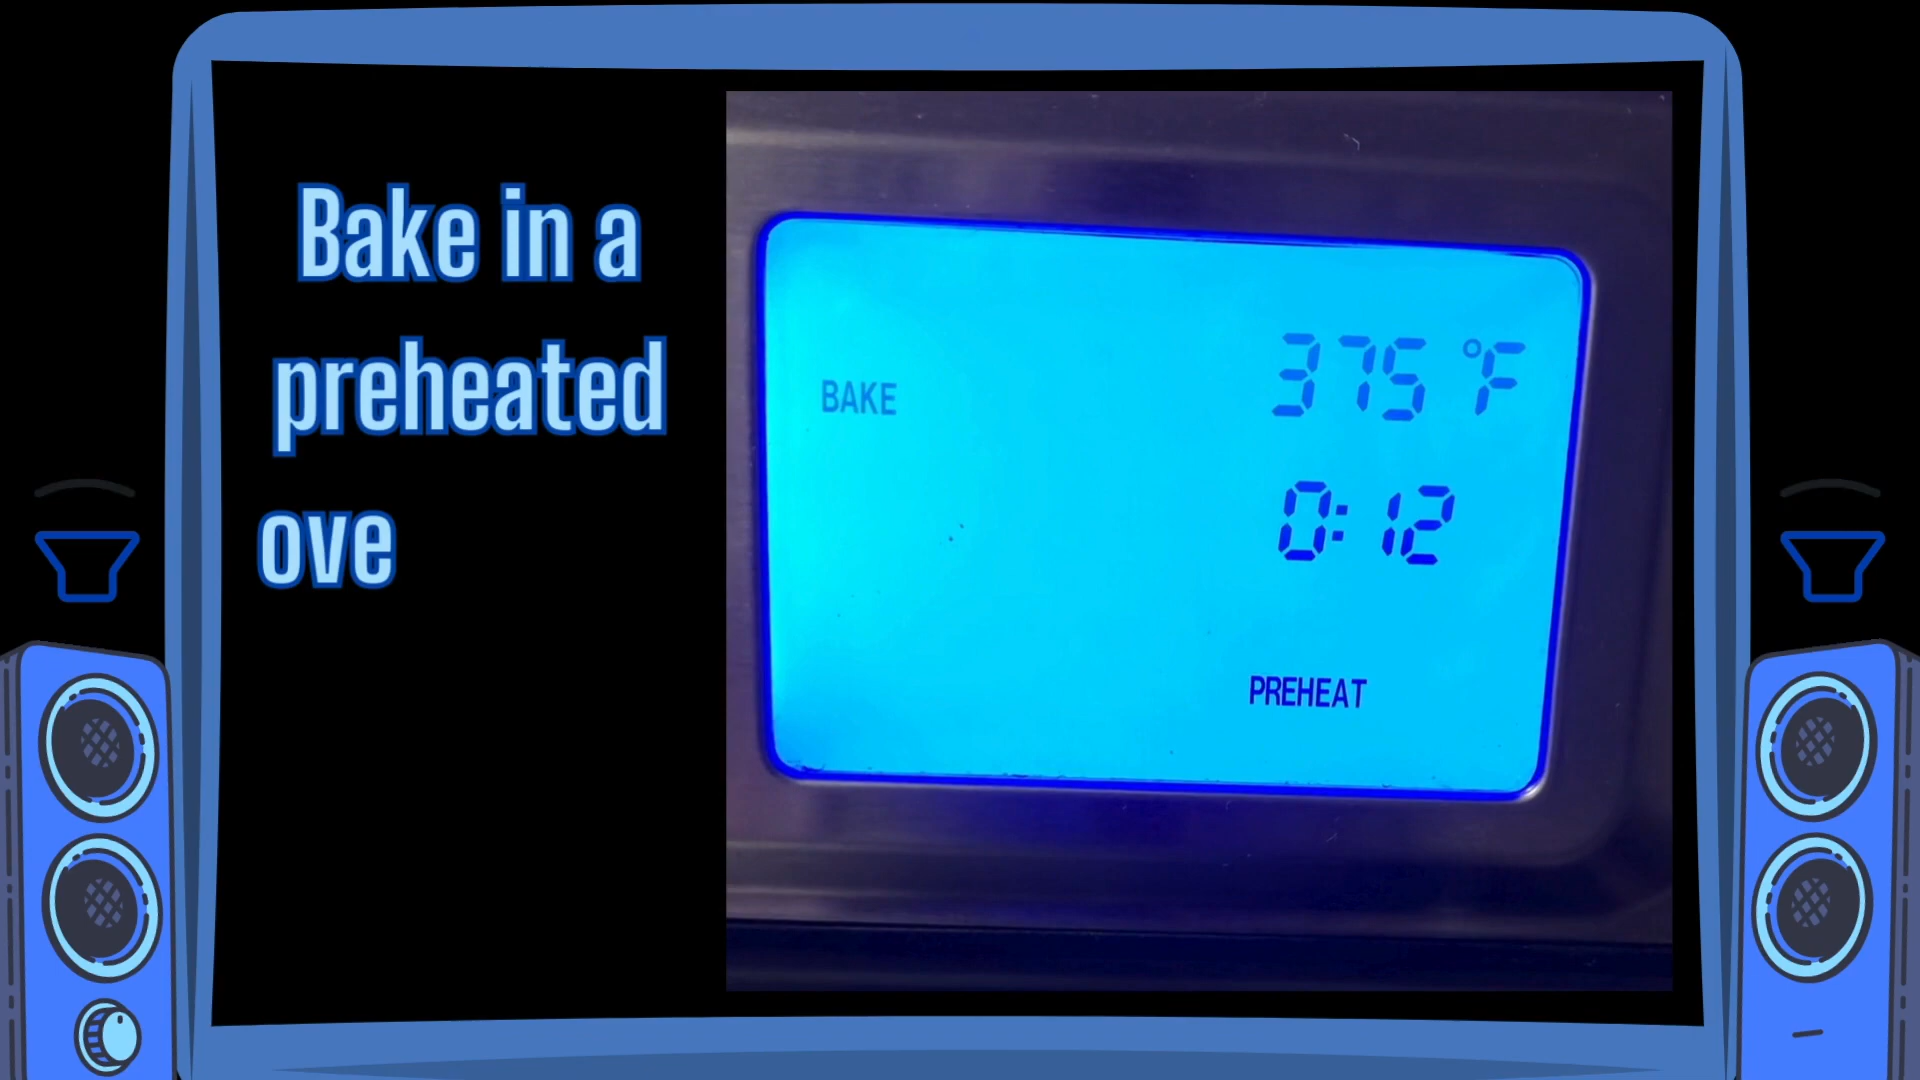 Bake in a
preheated
ove
BAKE
375 °F
0:12
PREHEAT